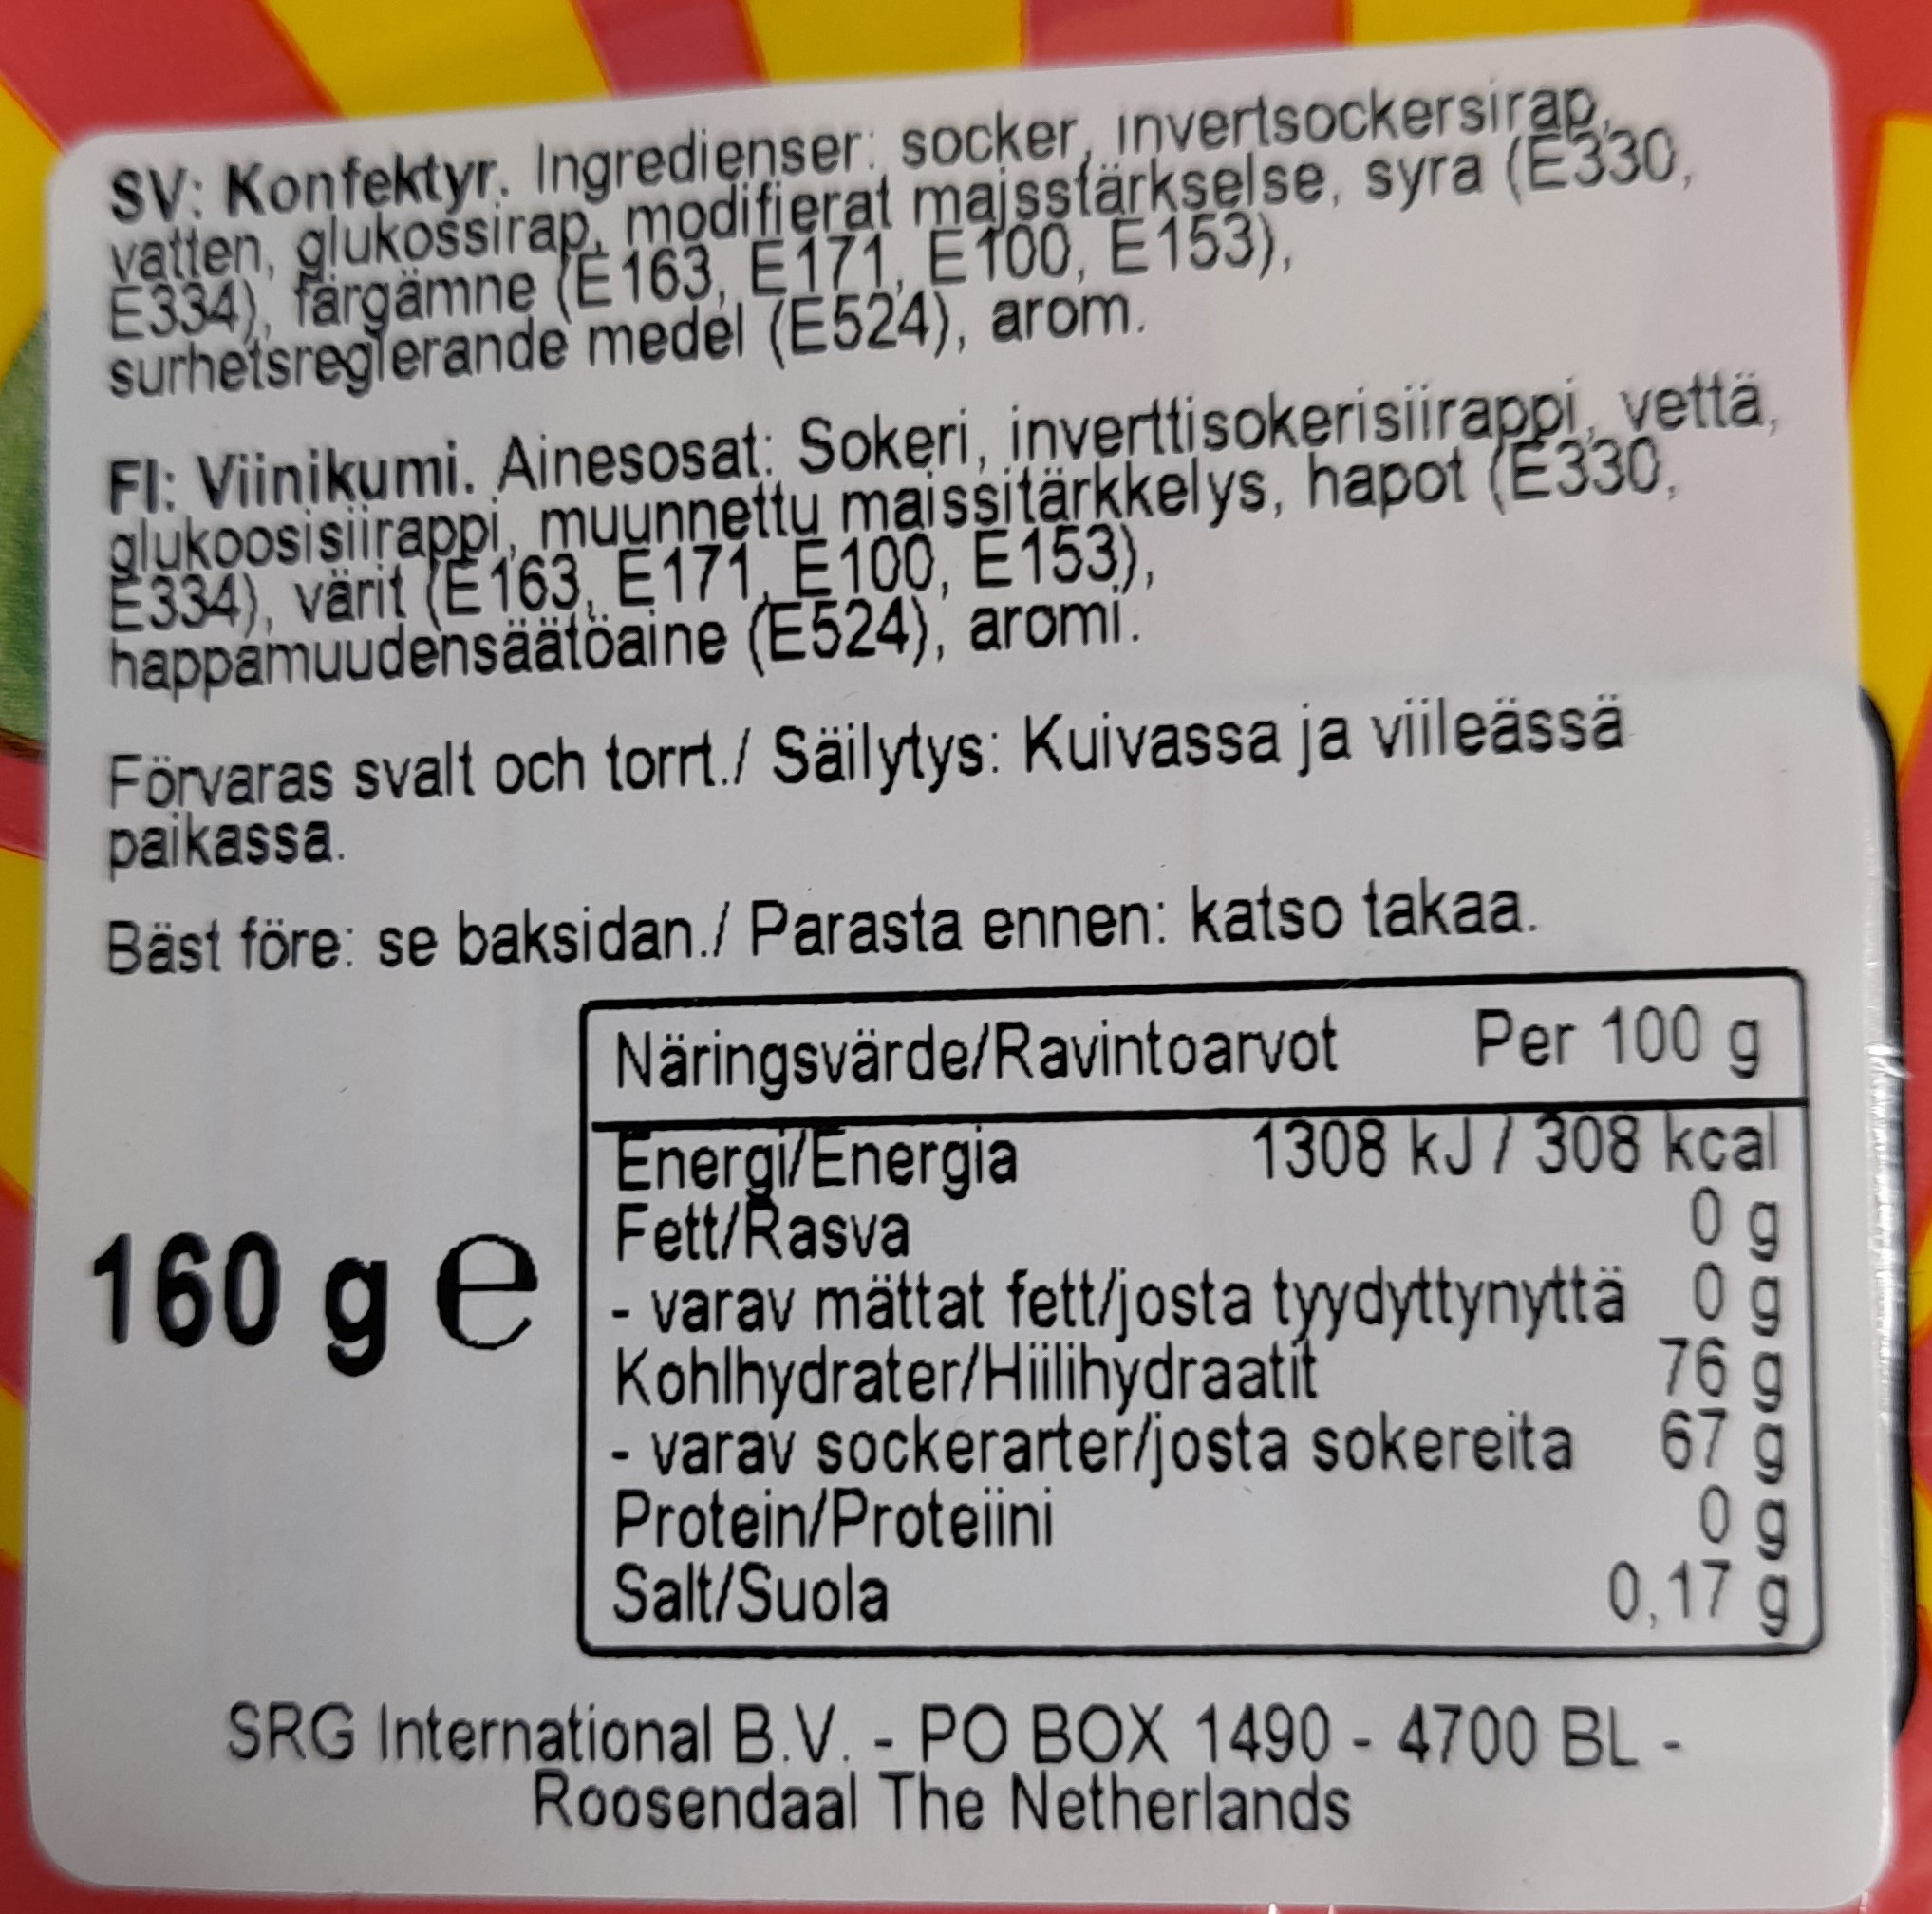 SV: Konfektyr. Ingredienser: socker, invertsockersirap,
vatten, glukossirap, modifierat majsstärkselse, syra (E330,
E334), färgämne (E163, E171, E100, E153),
surhetsreglerande medel (E524), arom.
FI: Viinikumi. Ainesosat: Sokeri, inverttisokerisiirappi, vettä,
glukoosisiirappi, muunnettu maissitärkkelys, hapot (E330,
E334), värit (E163, E171, E100, E153),
happamuudensäätöaine (E524), aromi.
Förvaras svalt och torrt./ Säilytys: Kuivassa ja viileässä
paikassa.
Bäst före: se baksidan./ Parasta ennen: katso takaa.
Näringsvärde/Ravintoarvot Per 100 g
Energi/Energia 1308 kJ / 308 kcal
Fett/Rasva 0 g
- varav mättat fett/josta tyydyttynyttä 0 g
Kohlhydrater/Hiilihydraatit 76 g
- varav sockerarter/josta sokereita 67 g
Protein/Proteiini 0 g
Salt/Suola 0,17 g
160 g e
SRG International B.V. - PO BOX 1490 - 4700 BL -
Roosendaal The Netherlands